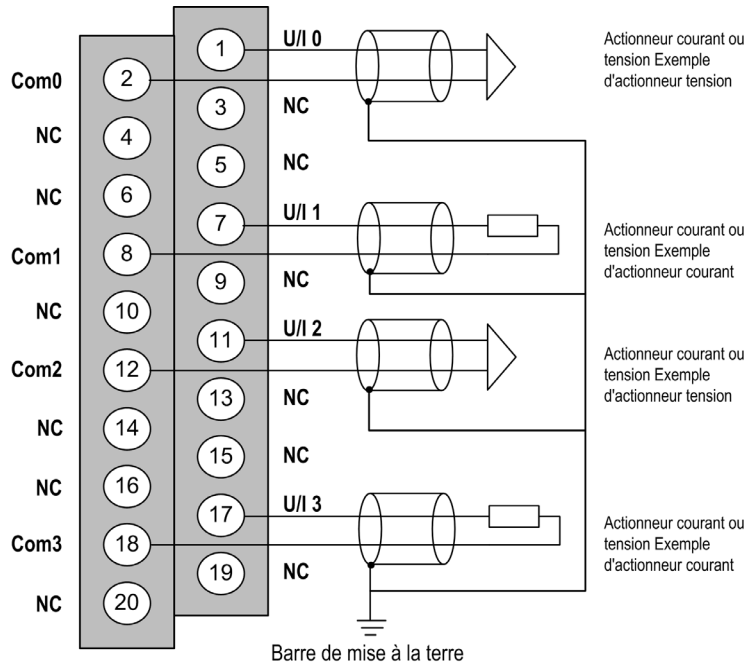 1 U/I 0
Actionneur courant ou
tension Exemple
d'actionneur tension
Com0 2
3 NC
NC 4
5 NC
NC 6
7 U/I 1
Actionneur courant ou
tension Exemple
d'actionneur courant
Com1 8
9 NC
NC 10
11 U/I 2
Actionneur courant ou
tension Exemple
d'actionneur tension
Com2 12
13 NC
NC 14
15 NC
NC 16
17 U/I 3
Actionneur courant ou
tension Exemple
d'actionneur courant
Com3 18
19 NC
NC 20
Barre de mise à la terre